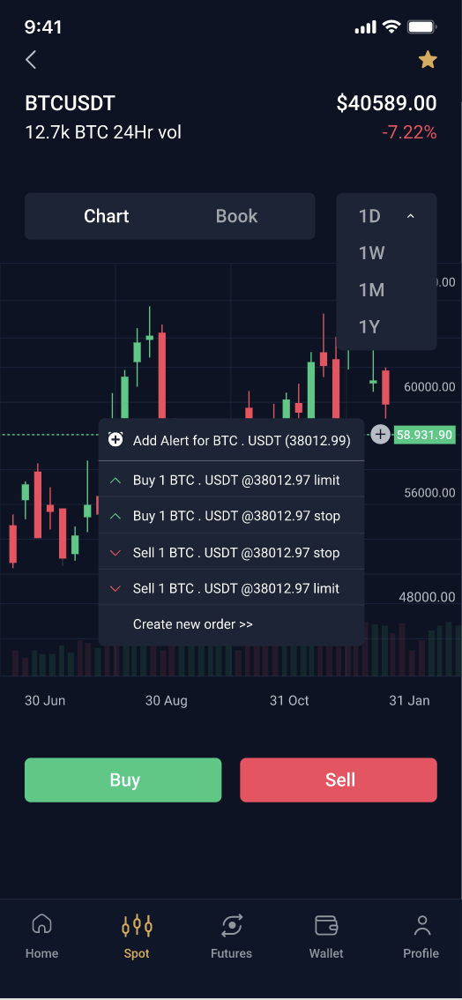 9:41
BTCUSDT
$40589.00
12.7k BTC 24Hr vol
-7.22%
Chart
Book
1D
1W
1M
1Y
60000.00
58.931.90
Add Alert for BTC . USDT (38012.99)
Buy 1 BTC . USDT @38012.97 limit
56000.00
Buy 1 BTC . USDT @38012.97 stop
Sell 1 BTC . USDT @38012.97 stop
Sell 1 BTC . USDT @38012.97 limit
48000.00
Create new order >>
30 Jun
30 Aug
31 Oct
31 Jan
Buy
Sell
Home
Spot
Futures
Wallet
Profile